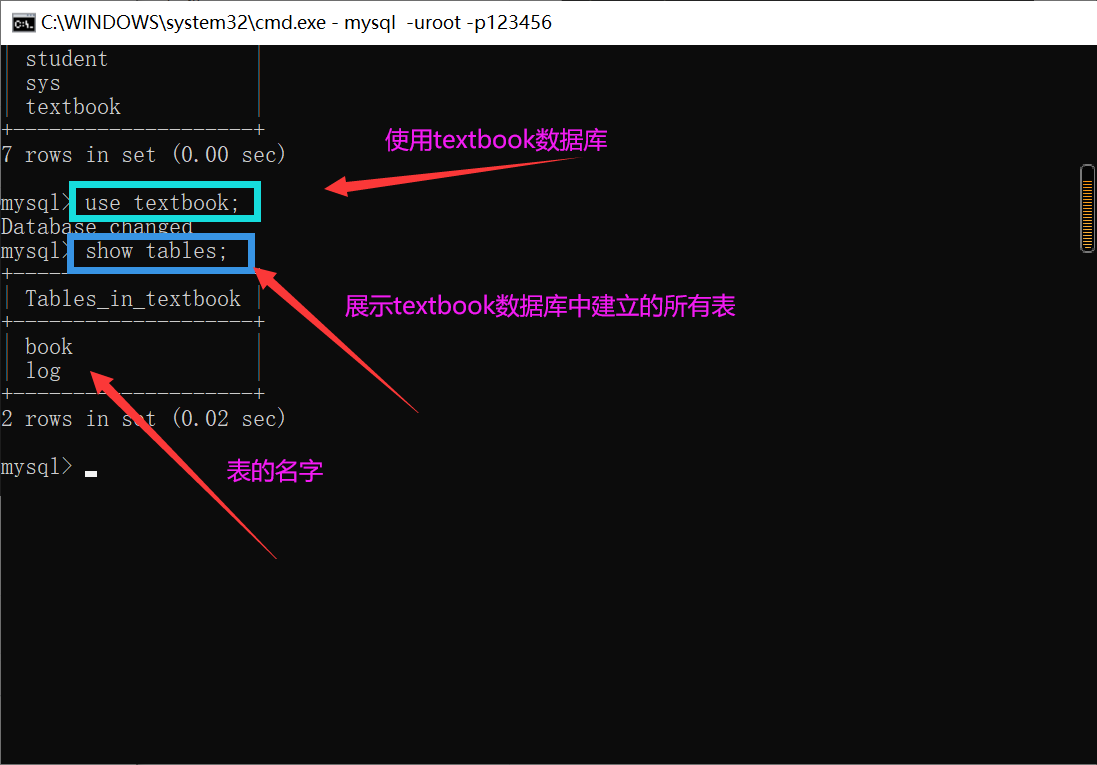 C:\WINDOWS\system32\cmd.exe - mysql  -uroot -p123456
| student            |
| sys                |
| textbook           |
+--------------------+
7 rows in set (0.00 sec)
使用textbook数据库
mysql> use textbook;
Database changed
mysql> show tables;
+--------------------+
| Tables_in_textbook |
展示textbook数据库中建立的所有表
+--------------------+
| book               |
| log                |
+--------------------+
2 rows in set (0.02 sec)
mysql>
表的名字